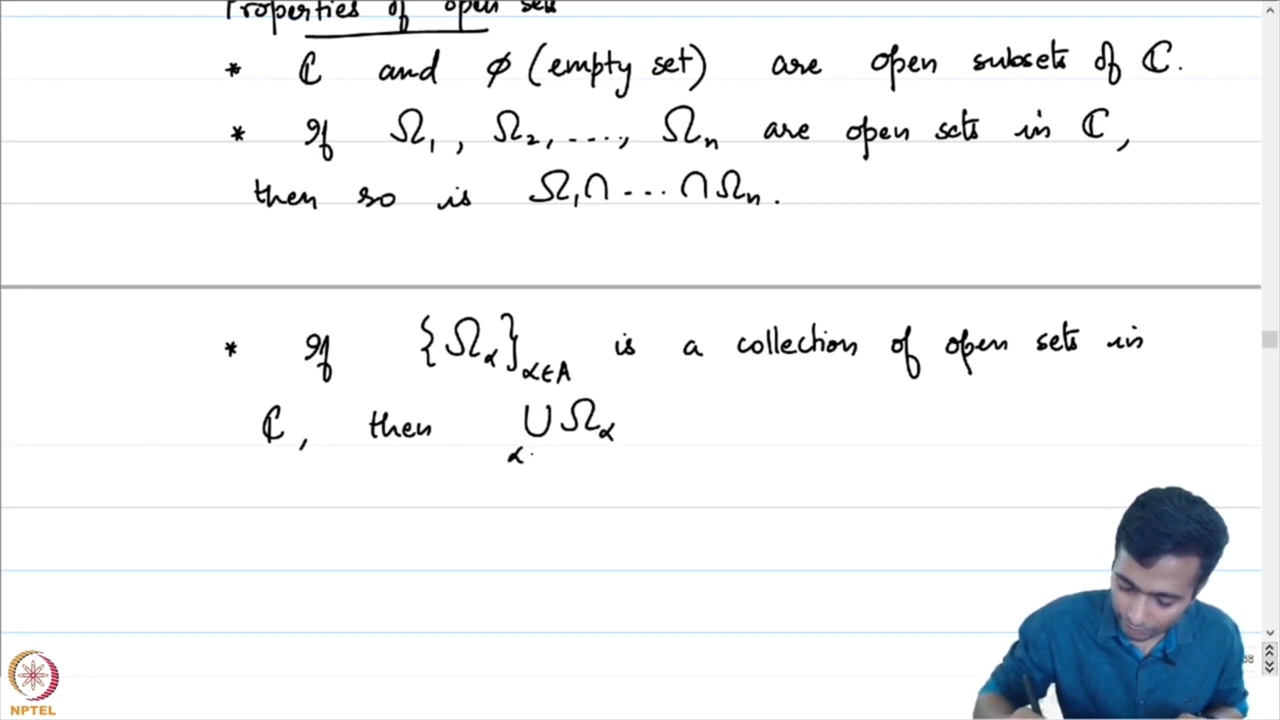 Properties of open sets
* ℂ and φ (empty set) are open subsets of ℂ.
* If Ω₁, Ω₂, ...., Ωₙ are open sets in ℂ,
then so is Ω₁∩ ... ∩Ωₙ.
* If {Ω_α}_{α∈A} is a collection of open sets in
ℂ, then ∪Ω_α
α
NPTEL